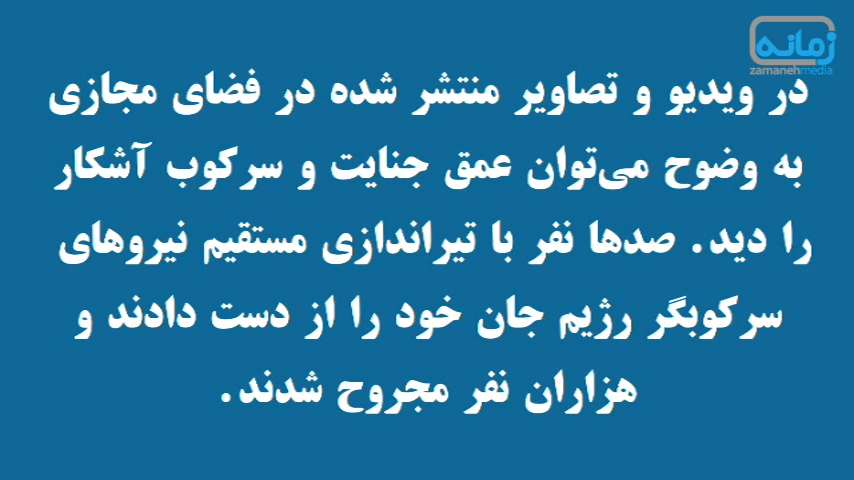 زمانه
zamanehmedia
در ویدیو و تصاویر منتشر شده در فضای مجازی
به وضوح می‌توان عمق جنایت و سرکوب آشکار
را دید. صدها نفر با تیراندازی مستقیم نیروهای
سرکوبگر رژیم جان خود را از دست دادند و
هزاران نفر مجروح شدند.